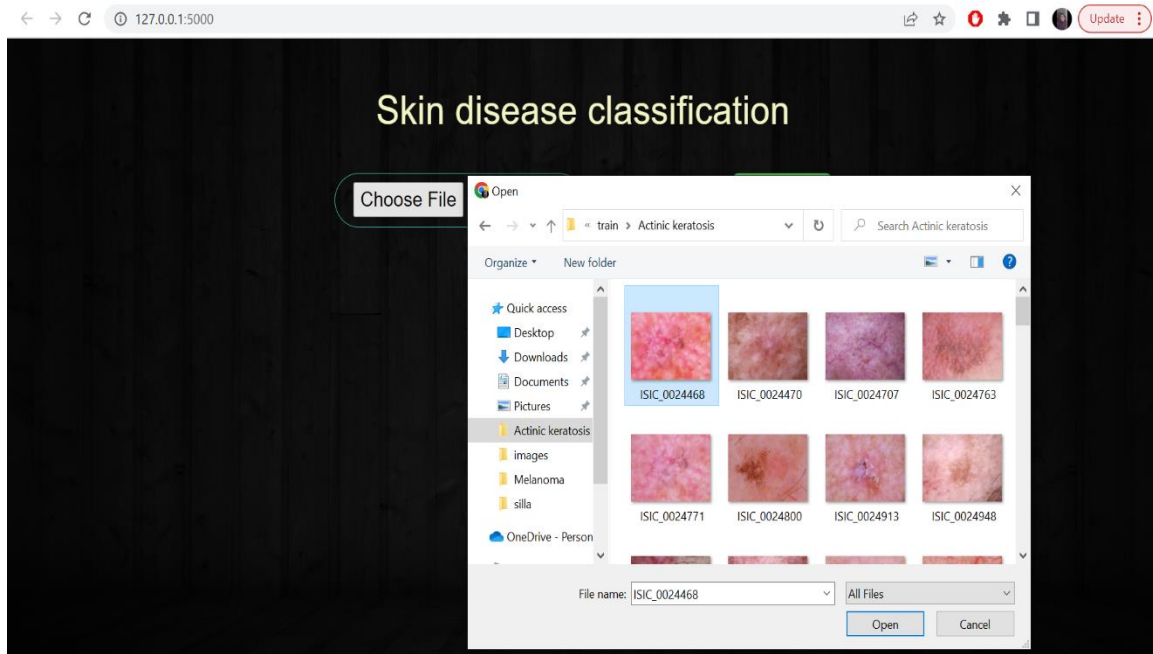 127.0.0.1:5000
Update
Skin disease classification
Choose File
Open
« train > Actinic keratosis
Search Actinic keratosis
Organize
New folder
Quick access
Desktop
Downloads
Documents
Pictures
Actinic keratosis
images
Melanoma
silla
OneDrive - Person
ISIC_0024468 ISIC_0024470 ISIC_0024707 ISIC_0024763
ISIC_0024771 ISIC_0024800 ISIC_0024913 ISIC_0024948
File name: ISIC_0024468
All Files
Open
Cancel